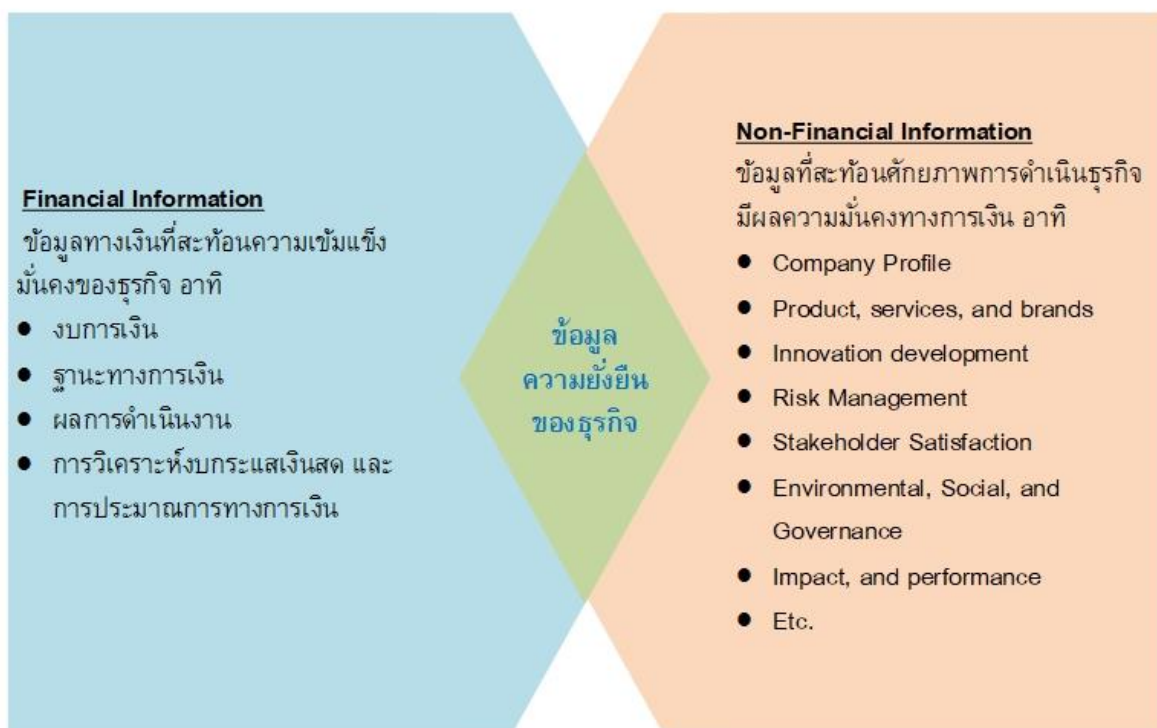 Financial Information
ข้อมูลทางเงินที่สะท้อนความเข้มแข็ง
มั่นคงของธุรกิจ อาทิ
● งบการเงิน
● ฐานะทางการเงิน
● ผลการดำเนินงาน
● การวิเคราะห์งบกระแสเงินสด และ
การประมาณการทางการเงิน
ข้อมูล
ความยั่งยืน
ของธุรกิจ
Non-Financial Information
ข้อมูลที่สะท้อนศักยภาพการดำเนินธุรกิจ
มีผลความมั่นคงทางการเงิน อาทิ
● Company Profile
● Product, services, and brands
● Innovation development
● Risk Management
● Stakeholder Satisfaction
● Environmental, Social, and
Governance
● Impact, and performance
● Etc.